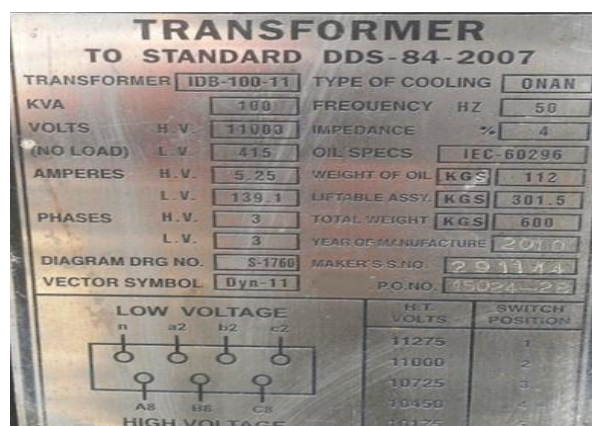 TRANSFORMER
TO STANDARD DDS-84-2007
TRANSFORMER IDB-100-11 TYPE OF COOLING ONAN
KVA 100 FREQUENCY HZ 50
VOLTS H.V. 11000 IMPEDANCE % 4
(NO LOAD) L.V. 415 OIL SPECS IEC-60296
AMPERES H.V. 5.25 WEIGHT OF OIL KGS 112
L.V. 139.1 LIFTABLE ASSY. KGS 301.5
PHASES H.V. 3 TOTAL WEIGHT KGS 600
L.V. 3 YEAR OF MANUFACTURE 2010
DIAGRAM DRG NO. S-1760 MAKER'S S.NO.
VECTOR SYMBOL Dyn-11 P.O.NO. 15024-28
LOW VOLTAGE H.T. VOLTS SWITCH POSITION
n a2 b2 c2
11275 1
11000 2
10725 3
10450 4
A8 B8 C8
HIGH VOLTAGE 10175 5